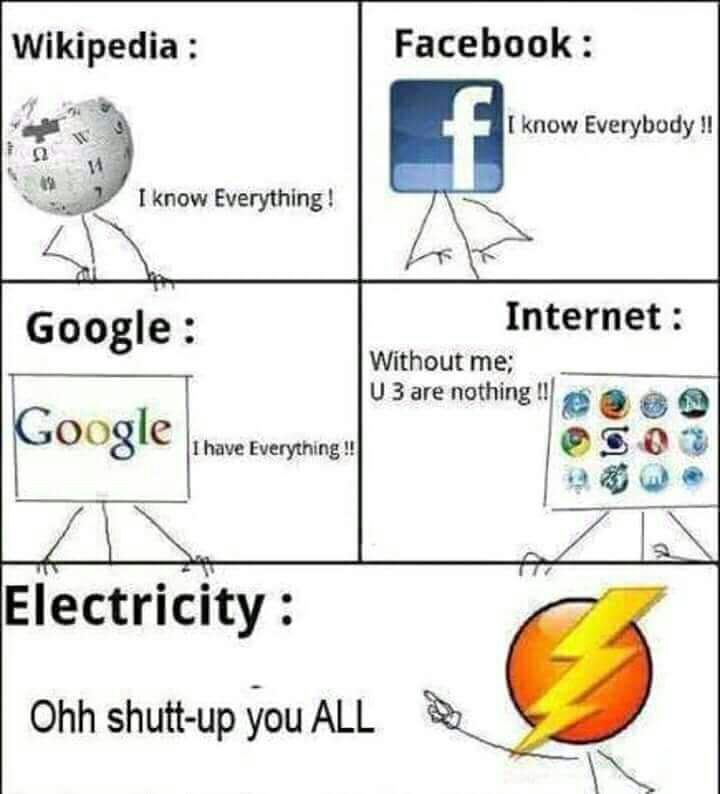 Wikipedia :
I know Everything !
Facebook :
f
I know Everybody !!
Google :
Google
I have Everything !!
Internet :
Without me;
U 3 are nothing !!
Electricity :
Ohh shutt-up you ALL